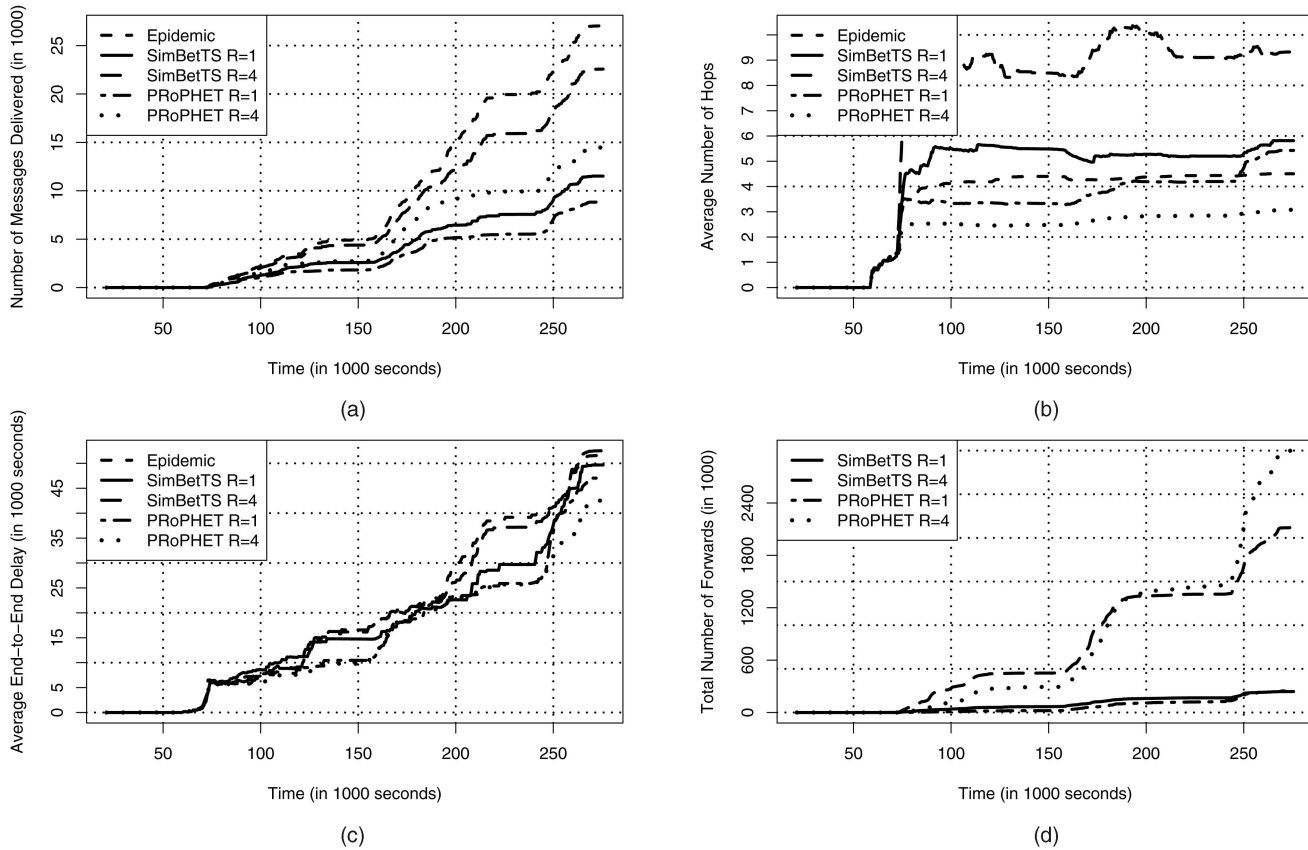 Number of Messages Delivered (in 1000)
25
20
15
10
5
0
Epidemic
SimBetTS R=1
SimBetTS R=4
PRoPHET R=1
PRoPHET R=4
50 100 150 200 250
Time (in 1000 seconds)
(a)
Average Number of Hops
9
8
6
5
4
3
2
1
0
Epidemic
SimBetTS R=1
SimBetTS R=4
PRoPHET R=1
PRoPHET R=4
50 100 150 200 250
Time (in 1000 seconds)
(b)
Average End-to-End Delay (in 1000 seconds)
45
35
25
15
5
0
Epidemic
SimBetTS R=1
SimBetTS R=4
PRoPHET R=1
PRoPHET R=4
50 100 150 200 250
Time (in 1000 seconds)
(c)
Total Number of Forwards (in 1000)
2400
1800
1200
600
0
SimBetTS R=1
SimBetTS R=4
PRoPHET R=1
PRoPHET R=4
50 100 150 200 250
Time (in 1000 seconds)
(d)